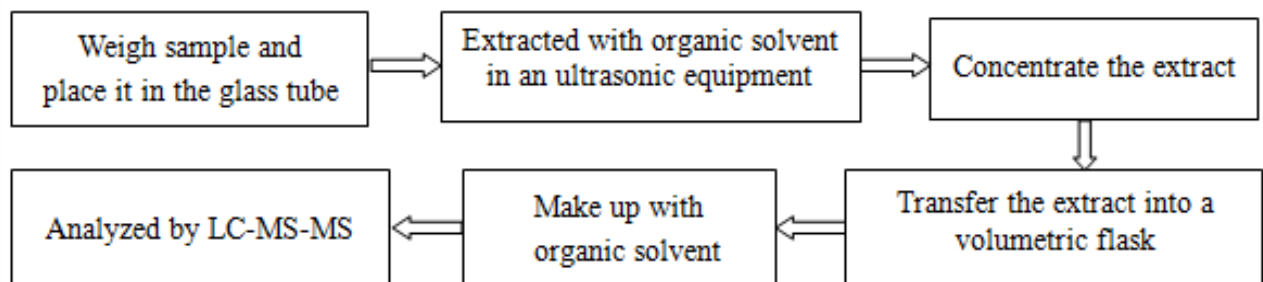 Weigh sample and
place it in the glass tube
Extracted with organic solvent
in an ultrasonic equipment
Concentrate the extract
Transfer the extract into a
volumetric flask
Make up with
organic solvent
Analyzed by LC-MS-MS